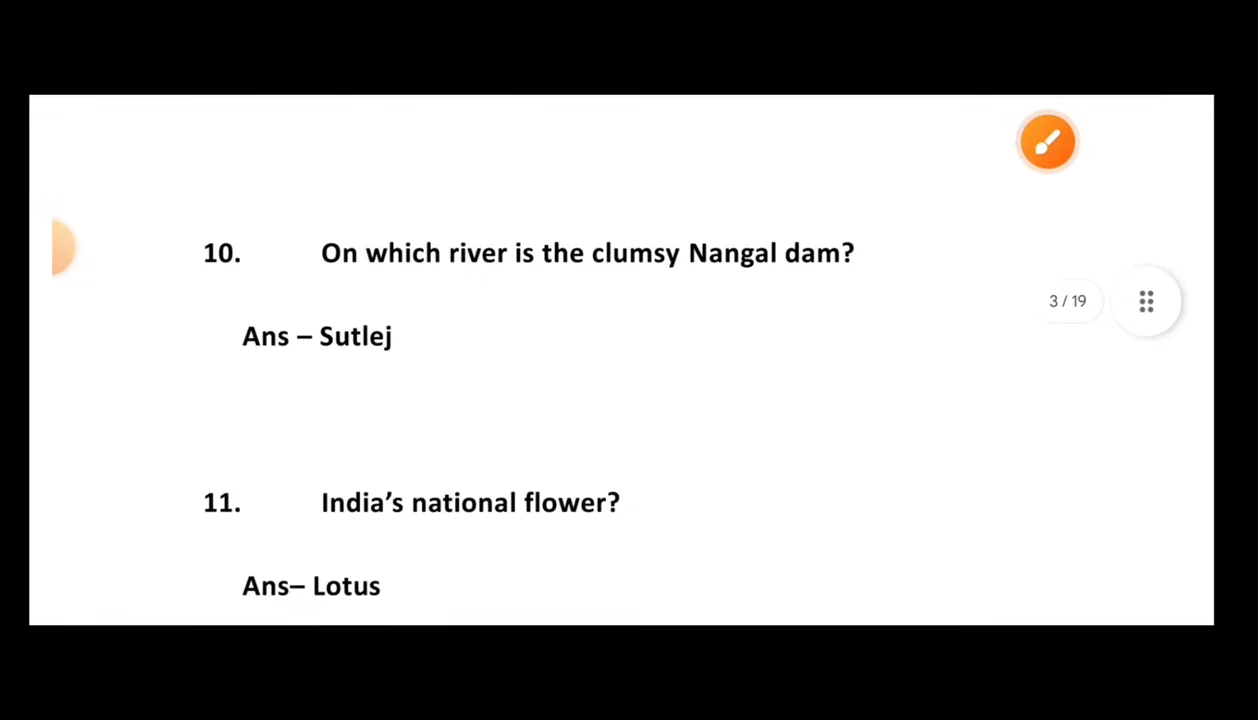 10. On which river is the clumsy Nangal dam?
3 / 19
Ans – Sutlej
11. India’s national flower?
Ans– Lotus